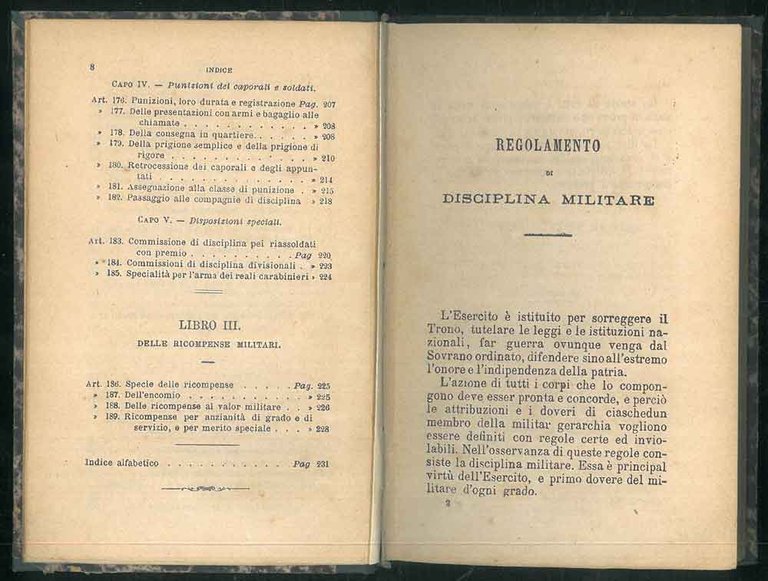 8 INDICE
CAPO IV. — Punizioni dei caporali e soldati.
Art. 176. Punizioni, loro durata e registrazione Pag. 207
» 177. Delle presentazioni con armi e bagaglio alle
chiamate . . . . . . . . . . . . » 208
» 178. Della consegna in quartiere. . . . . . » 208
» 179. Della prigione semplice e della prigione di
rigore . . . . . . . . . . . . . » 210
» 180. Retrocessione dei caporali e degli appun-
tati . . . . . . . . . . . . . . » 214
» 181. Assegnazione alla classe di punizione . » 215
» 182. Passaggio alle compagnie di disciplina . » 218
CAPO V. — Disposizioni speciali.
Art. 183. Commissione di disciplina pei riassoldati
con premio . . . . . . . . . . Pag 220
» 184. Commissioni di disciplina divisionali . . » 223
» 185. Specialità per l'arma dei reali carabinieri » 224
LIBRO III.
DELLE RICOMPENSE MILITARI.
Art. 186. Specie delle ricompense . . . . . Pag. 225
» 187. Dell'encomio . . . . . . . . . . . » 225
» 188. Delle ricompense al valor militare . . » 226
» 189. Ricompense per anzianità di grado e di
servizio, e per merito speciale . . . » 228
Indice alfabetico . . . . . . . . . . . Pag 231
REGOLAMENTO
DI
DISCIPLINA MILITARE
L'Esercito è istituito per sorreggere il
Trono, tutelare le leggi e le istituzioni na-
zionali, far guerra ovunque venga dal
Sovrano ordinato, difendere sino all'estremo
l'onore e l'indipendenza della patria.
L'azione di tutti i corpi che lo compon-
gono deve esser pronta e concorde, e perciò
le attribuzioni e i doveri di ciaschedun
membro della militar gerarchia vogliono
essere definiti con regole certe ed invio-
labili. Nell'osservanza di queste regole con-
siste la disciplina militare. Essa è principal
virtù dell'Esercito, e primo dovere del mi-
litare d'ogni grado.
2